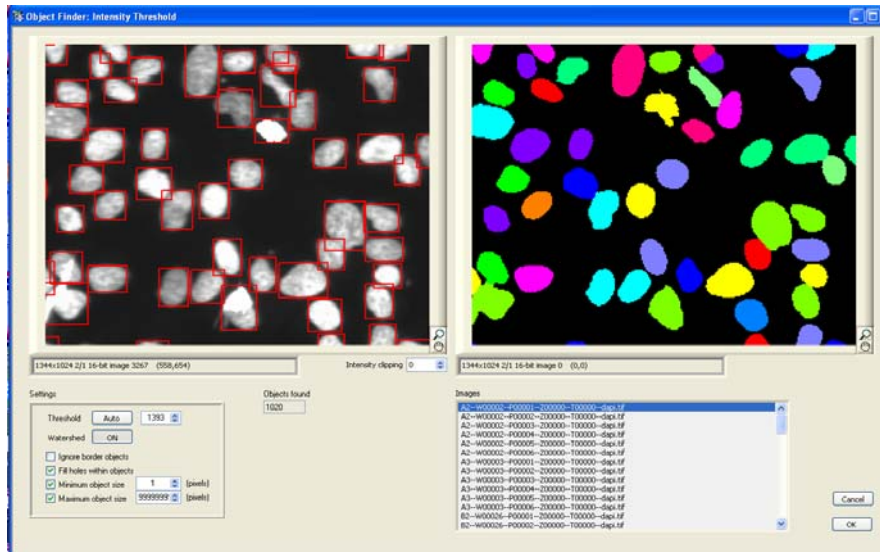 Object Finder: Intensity Threshold
1344x1024 2/1 16-bit image 3267 (558,654)
Intensity clipping 0
1344x1024 2/1 16-bit image 0 (0,0)
Settings
Threshold Auto 1393
Watershed ON
Ignore border objects
Fill holes within objects
Minimum object size 1 (pixels)
Maximum object size 9999999 (pixels)
Objects found
1020
Images
A2--W00002--P00001--Z00000--T00000--dapi.tif
A2--W00002--P00002--Z00000--T00000--dapi.tif
A2--W00002--P00003--Z00000--T00000--dapi.tif
A2--W00002--P00004--Z00000--T00000--dapi.tif
A2--W00002--P00005--Z00000--T00000--dapi.tif
A2--W00002--P00006--Z00000--T00000--dapi.tif
A3--W00003--P00001--Z00000--T00000--dapi.tif
A3--W00003--P00002--Z00000--T00000--dapi.tif
A3--W00003--P00003--Z00000--T00000--dapi.tif
A3--W00003--P00004--Z00000--T00000--dapi.tif
A3--W00003--P00005--Z00000--T00000--dapi.tif
A3--W00003--P00006--Z00000--T00000--dapi.tif
B2--W00026--P00001--Z00000--T00000--dapi.tif
B2--W00026--P00002--Z00000--T00000--dapi.tif
Cancel
OK